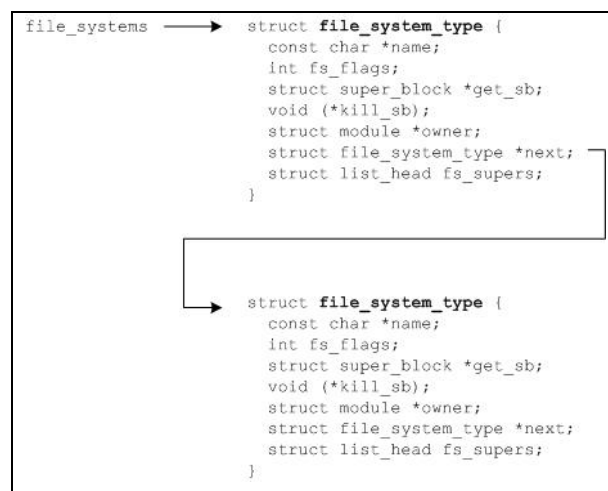 file_systems struct file_system_type {
const char *name;
int fs_flags;
struct super_block *get_sb;
void (*kill_sb);
struct module *owner;
struct file_system_type *next;
struct list_head fs_supers;
}
struct file_system_type {
const char *name;
int fs_flags;
struct super_block *get_sb;
void (*kill_sb);
struct module *owner;
struct file_system_type *next;
struct list_head fs_supers;
}